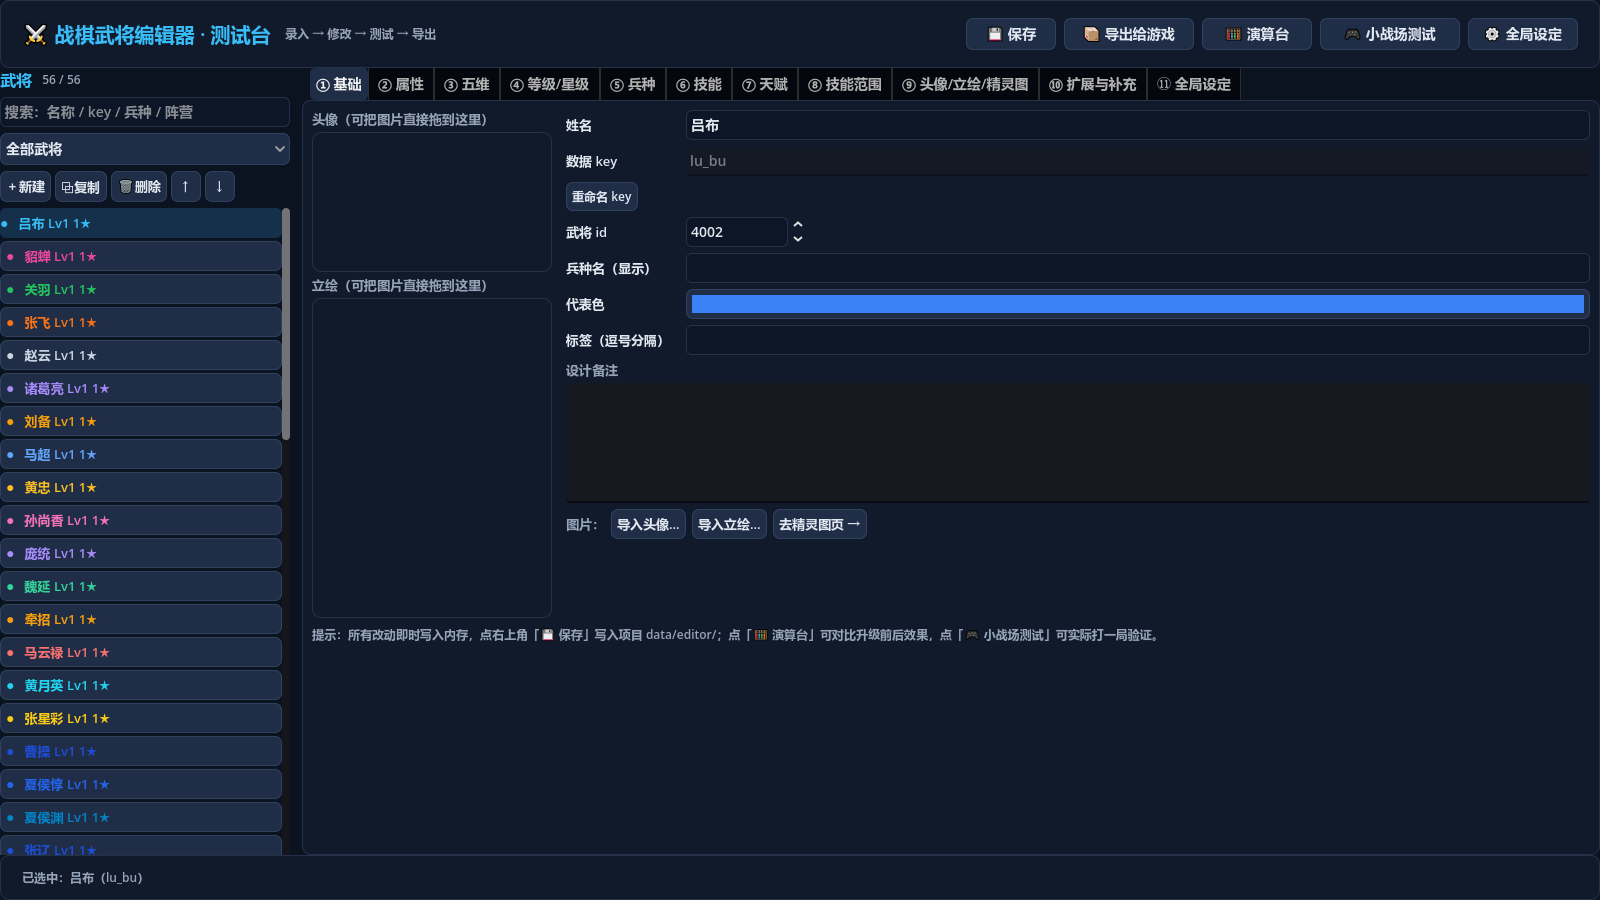 ⚔ 战棋武将编辑器 · 测试台 录入 → 修改 → 测试 → 导出 💾 保存 📦 导出给游戏 🧮 演算台 🎮 小战场测试 ⚙ 全局设定
武将 56 / 56
搜索：名称 / key / 兵种 / 阵营
全部武将
+ 新建 复制 🗑 删除 ↑ ↓
吕布 Lv1 1★
貂蝉 Lv1 1★
关羽 Lv1 1★
张飞 Lv1 1★
赵云 Lv1 1★
诸葛亮 Lv1 1★
刘备 Lv1 1★
马超 Lv1 1★
黄忠 Lv1 1★
孙尚香 Lv1 1★
庞统 Lv1 1★
魏延 Lv1 1★
牵招 Lv1 1★
马云禄 Lv1 1★
黄月英 Lv1 1★
张星彩 Lv1 1★
曹操 Lv1 1★
夏侯惇 Lv1 1★
夏侯渊 Lv1 1★
张辽 Lv1 1★
① 基础 ② 属性 ③ 五维 ④ 等级/星级 ⑤ 兵种 ⑥ 技能 ⑦ 天赋 ⑧ 技能范围 ⑨ 头像/立绘/精灵图 ⑩ 扩展与补充 ⑪ 全局设定
头像（可把图片直接拖到这里）
立绘（可把图片直接拖到这里）
姓名 吕布
数据 key lu_bu
重命名 key
武将 id 4002
兵种名（显示）
代表色
标签（逗号分隔）
设计备注
图片： 导入头像... 导入立绘... 去精灵图页 →
提示：所有改动即时写入内存，点右上角「💾 保存」写入项目 data/editor/；点「🧮 演算台」可对比升级前后效果，点「🎮 小战场测试」可实际打一局验证。
已选中：吕布（lu_bu）